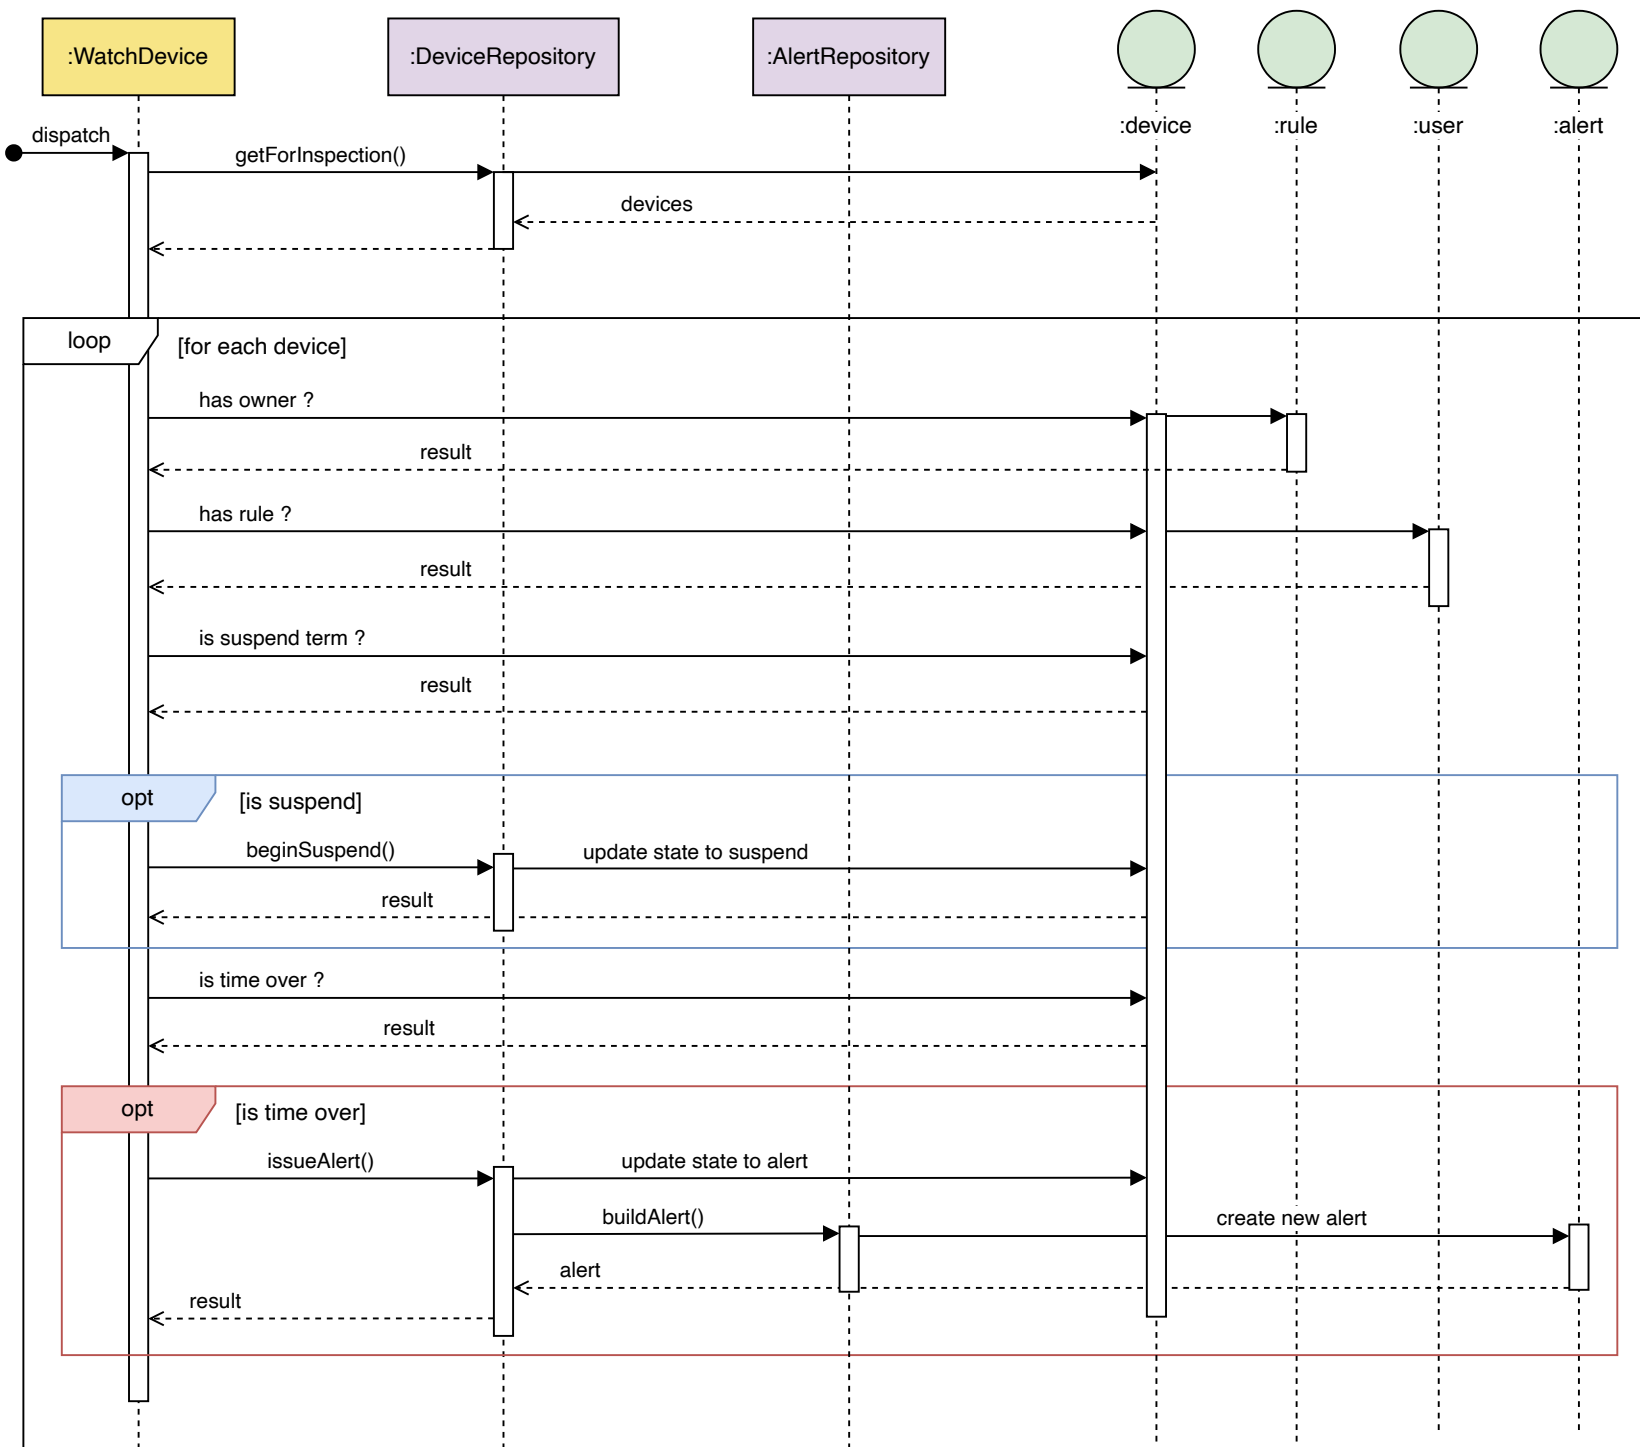 :WatchDevice
:DeviceRepository
:AlertRepository
:device
:rule
:user
:alert
dispatch
getForInspection()
devices
loop
[for each device]
has owner ?
result
has rule ?
result
is suspend term ?
result
opt
[is suspend]
beginSuspend()
update state to suspend
result
is time over ?
result
opt
[is time over]
issueAlert()
update state to alert
buildAlert()
create new alert
alert
result